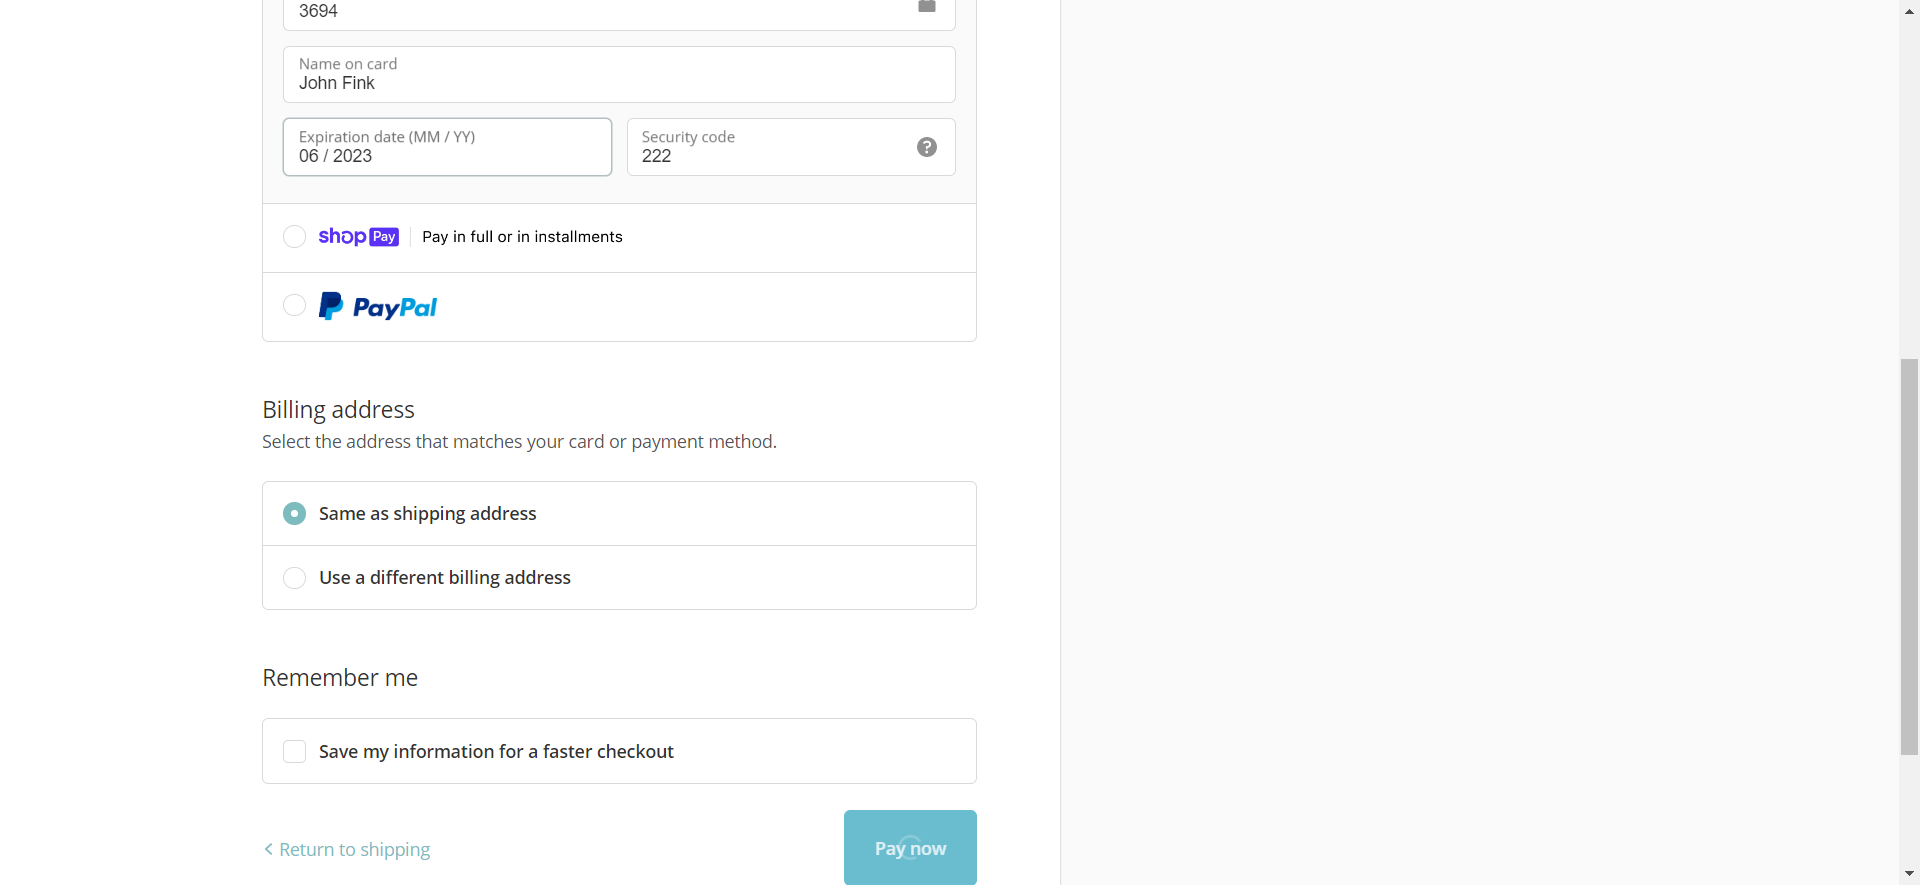 3694
Name on card
John Fink
Expiration date (MM / YY)
06 / 2023
Security code
222
?
shop Pay
Pay in full or in installments
PayPal
Billing address
Select the address that matches your card or payment method.
Same as shipping address
Use a different billing address
Remember me
Save my information for a faster checkout
< Return to shipping
Pay now